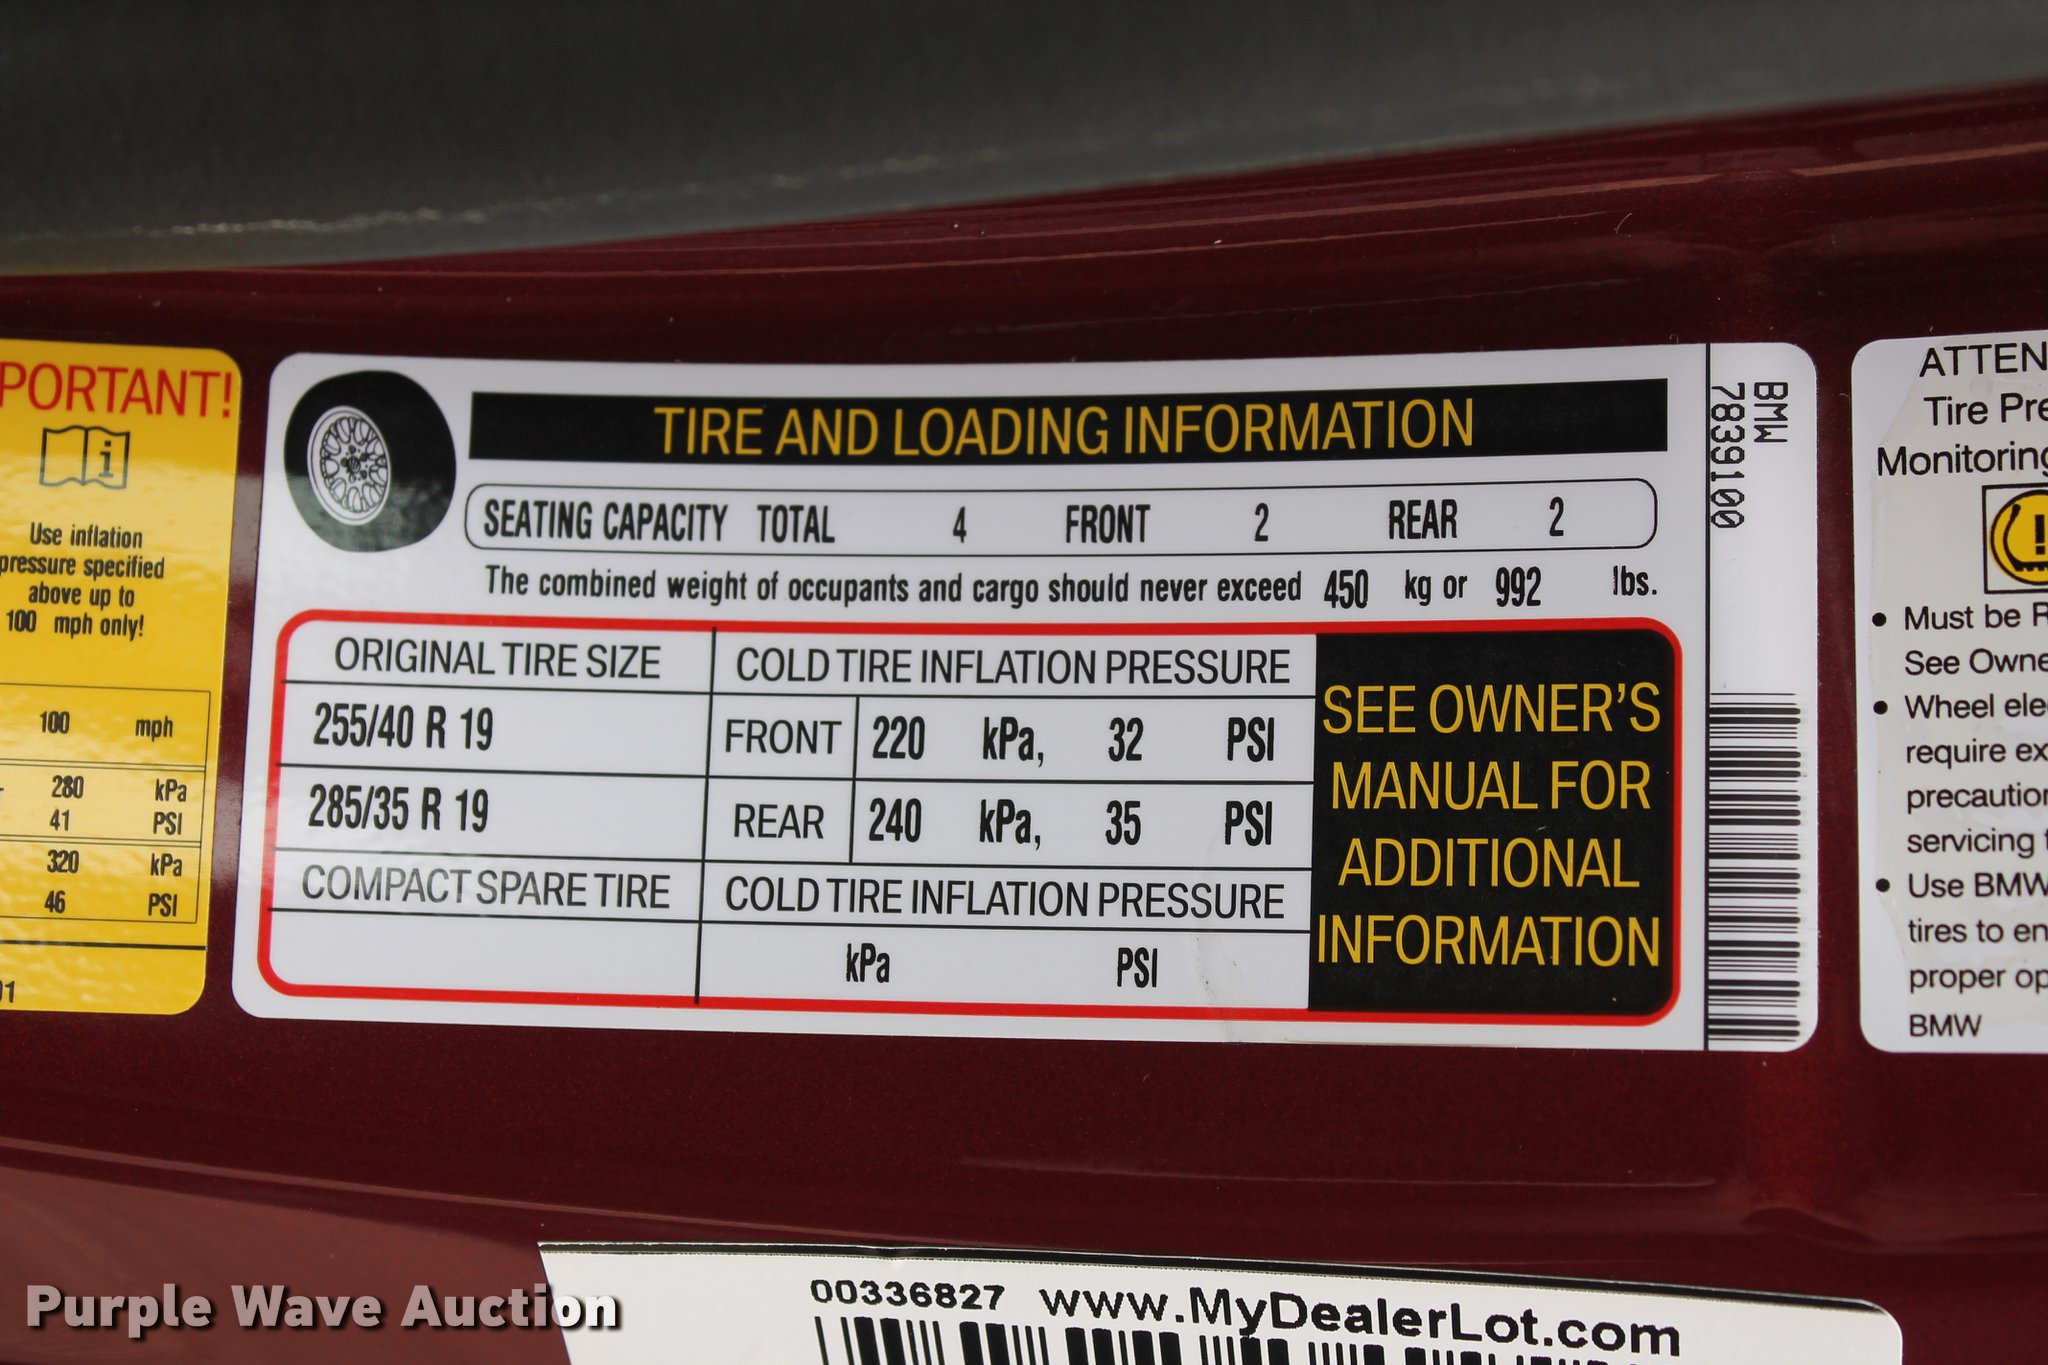 PORTANT!
i
Use inflation
pressure specified
above up to
100 mph only!
100 mph
280 kPa
41 PSI
320 kPa
46 PSI
TIRE AND LOADING INFORMATION
SEATING CAPACITY TOTAL 4 FRONT 2 REAR 2
The combined weight of occupants and cargo should never exceed 450 kg or 992 lbs.
ORIGINAL TIRE SIZE COLD TIRE INFLATION PRESSURE
255/40 R 19 FRONT 220 kPa, 32 PSI
285/35 R 19 REAR 240 kPa, 35 PSI
COMPACT SPARE TIRE COLD TIRE INFLATION PRESSURE
kPa PSI
SEE OWNER'S
MANUAL FOR
ADDITIONAL
INFORMATION
BMW
7839100
ATTEN
Tire Pre
Monitoring
!
• Must be R
See Owne
• Wheel ele
require ex
precaution
servicing t
• Use BMW
tires to en
proper op
BMW
00336827 www.MyDealerLot.com
Purple Wave Auction